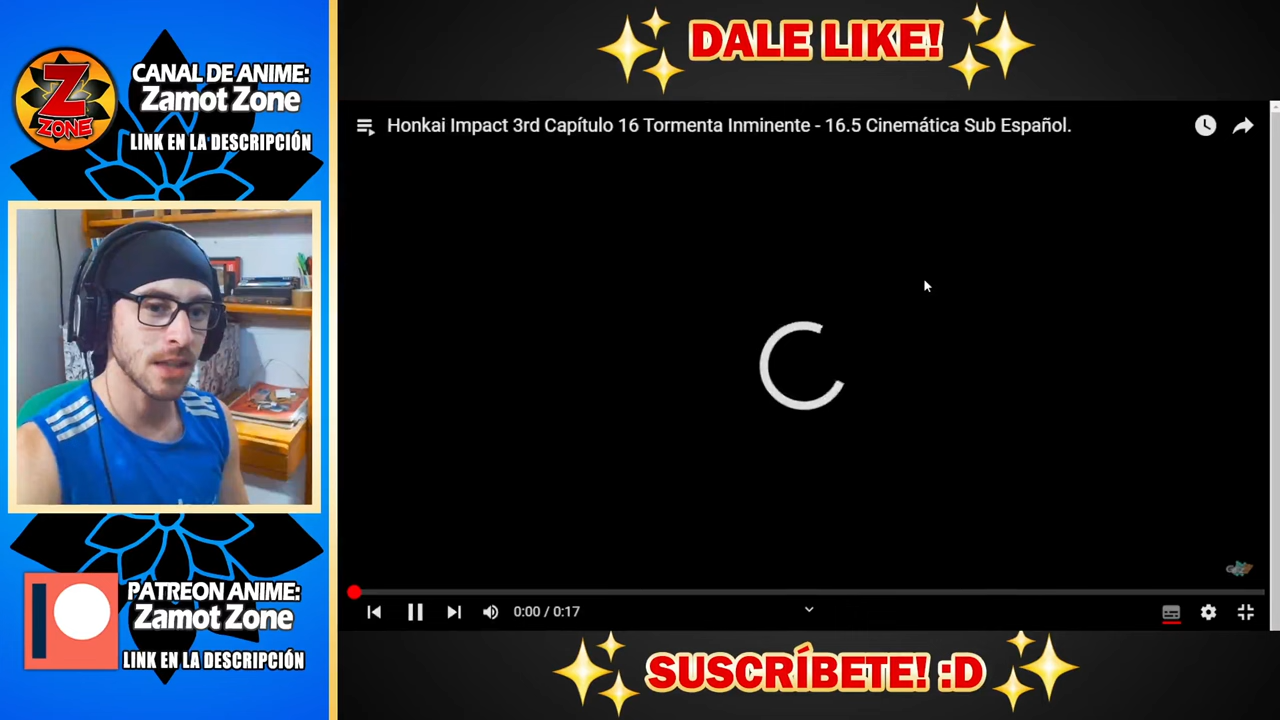 CANAL DE ANIME:
Zamot Zone
LINK EN LA DESCRIPCIÓN
Z
ZONE
PATREON ANIME:
Zamot Zone
LINK EN LA DESCRIPCIÓN
DALE LIKE!
Honkai Impact 3rd Capítulo 16 Tormenta Inminente - 16.5 Cinemática Sub Español.
0:00 / 0:17
SUSCRÍBETE! :D